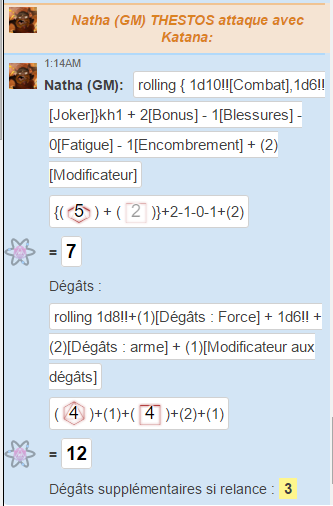 Natha (GM) THESTOS attaque avec
Katana:
1:14AM
Natha (GM): rolling { 1d10!![Combat],1d6!!
[Joker]}kh1 + 2[Bonus] - 1[Blessures] -
0[Fatigue] - 1[Encombrement] + (2)
[Modificateur]
{( 5 ) + ( 2 )}+2-1-0-1+(2)
= 7
Dégâts :
rolling 1d8!!+(1)[Dégâts : Force] + 1d6!! +
(2)[Dégâts : arme] + (1)[Modificateur aux
dégâts]
( 4 )+(1)+( 4 )+(2)+(1)
= 12
Dégâts supplémentaires si relance : 3